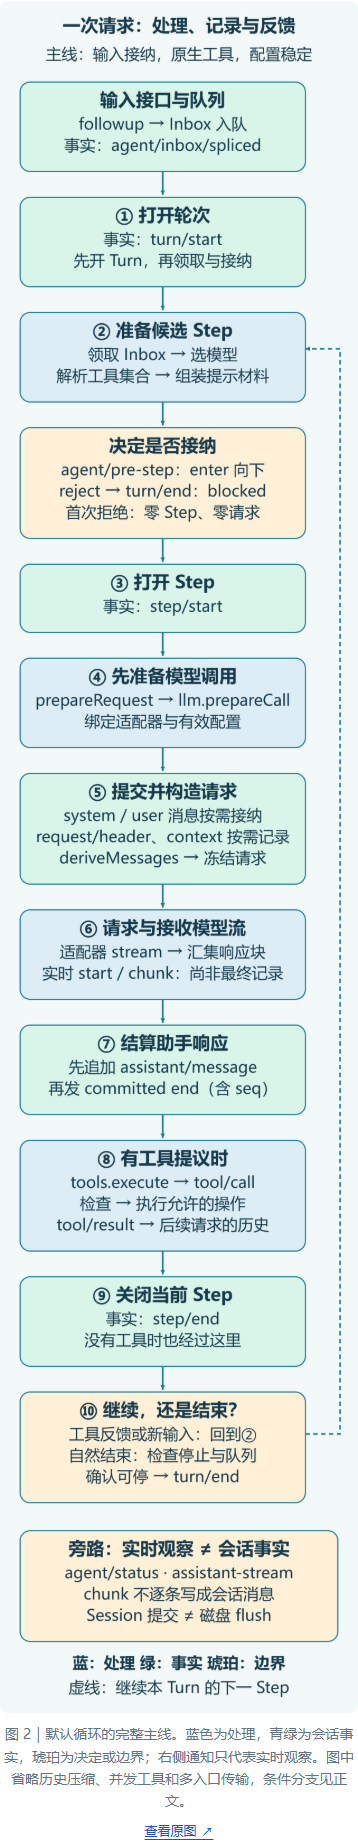 一次请求：处理、记录与反馈
主线：输入接纳，原生工具，配置稳定
输入接口与队列
followup → Inbox 入队
事实：agent/inbox/spliced
① 打开轮次
事实：turn/start
先开 Turn，再领取与接纳
② 准备候选 Step
领取 Inbox → 选模型
解析工具集合 → 组装提示材料
决定是否接纳
agent/pre-step：enter 向下
reject → turn/end：blocked
首次拒绝：零 Step、零请求
③ 打开 Step
事实：step/start
④ 先准备模型调用
prepareRequest → llm.prepareCall
绑定适配器与有效配置
⑤ 提交并构造请求
system / user 消息按需接纳
request/header、context 按需记录
deriveMessages → 冻结请求
⑥ 请求与接收模型流
适配器 stream → 汇集响应块
实时 start / chunk：尚非最终记录
⑦ 结算助手响应
先追加 assistant/message
再发 committed end（含 seq）
⑧ 有工具提议时
tools.execute → tool/call
检查 → 执行允许的操作
tool/result → 后续请求的历史
⑨ 关闭当前 Step
事实：step/end
没有工具时也经过这里
⑩ 继续，还是结束？
工具反馈或新输入：回到②
自然结束：检查停止与队列
确认可停 → turn/end
旁路：实时观察 ≠ 会话事实
agent/status · assistant-stream
chunk 不逐条写成会话消息
Session 提交 ≠ 磁盘 flush
蓝：处理 绿：事实 琥珀：边界
虚线：继续本 Turn 的下一 Step
图 2 | 默认循环的完整主线。蓝色为处理，青绿为会话事
实，琥珀为决定或边界；右侧通知只代表实时观察。图中
省略历史压缩、并发工具和多入口传输，条件分支见正
文。
查看原图 ↗